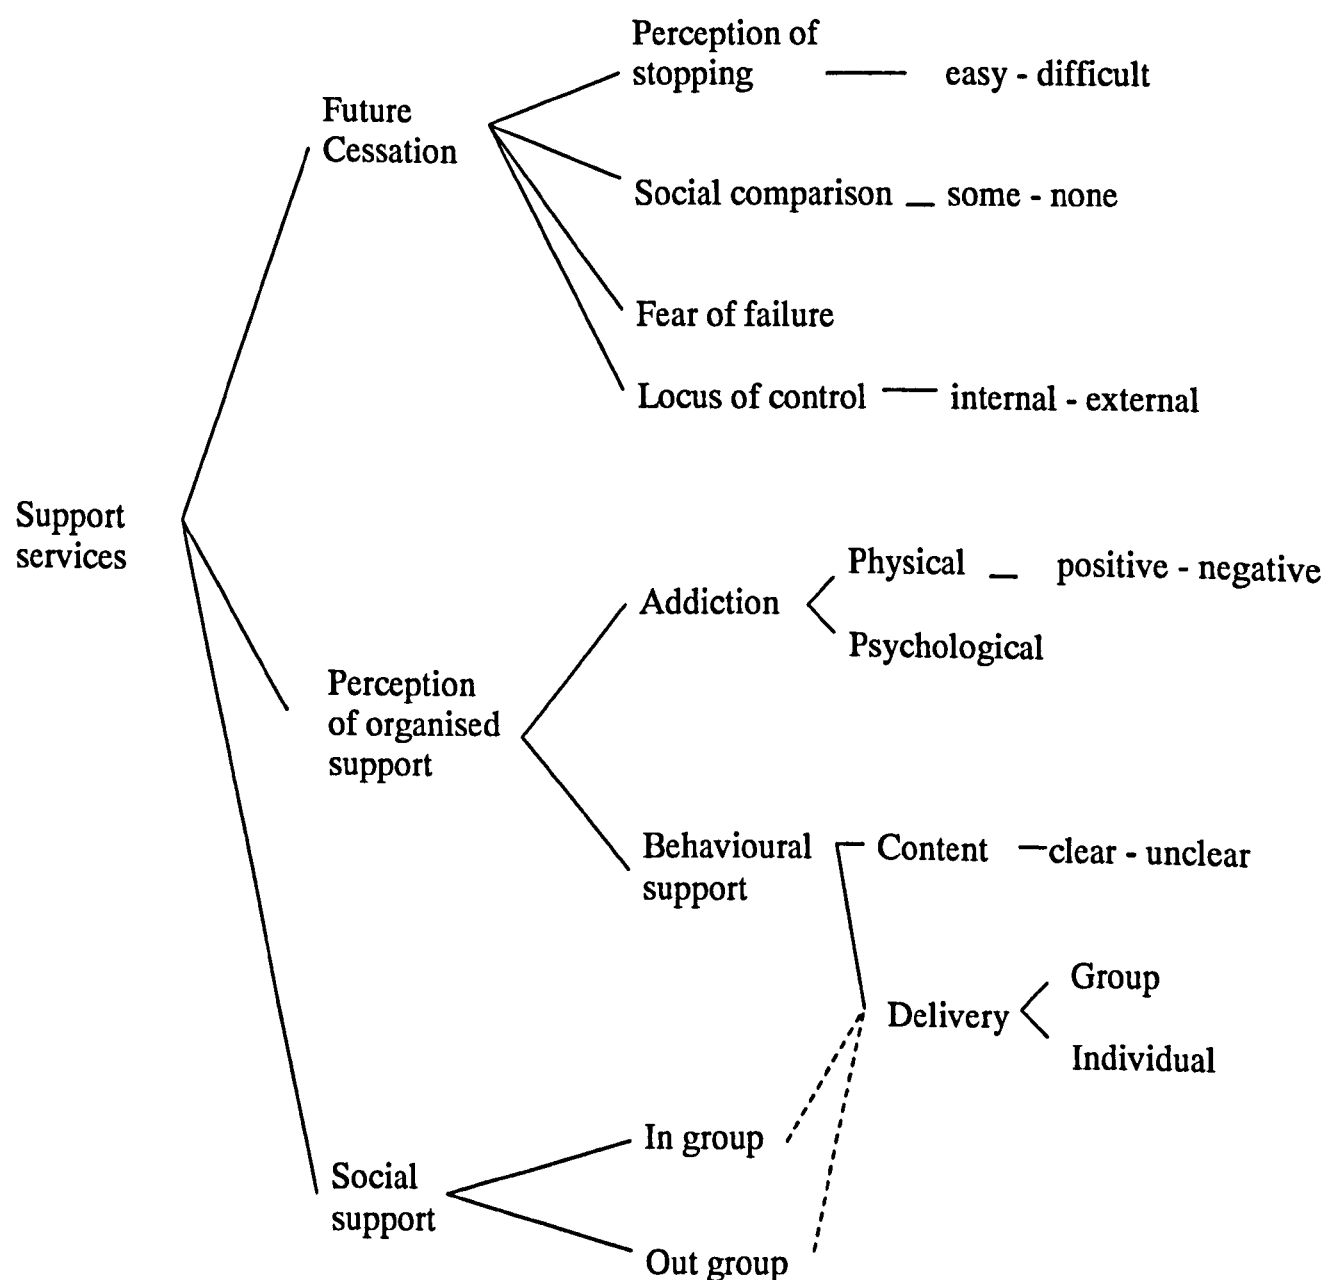 Perception of
stopping — easy - difficult
Future
Cessation
Social comparison – some - none
Fear of failure
Locus of control — internal - external
Support
services
Physical – positive - negative
Addiction
Psychological
Perception
of organised
support
Behavioural
support
Content – clear - unclear
Delivery
Group
Individual
In group
Social
support
Out group